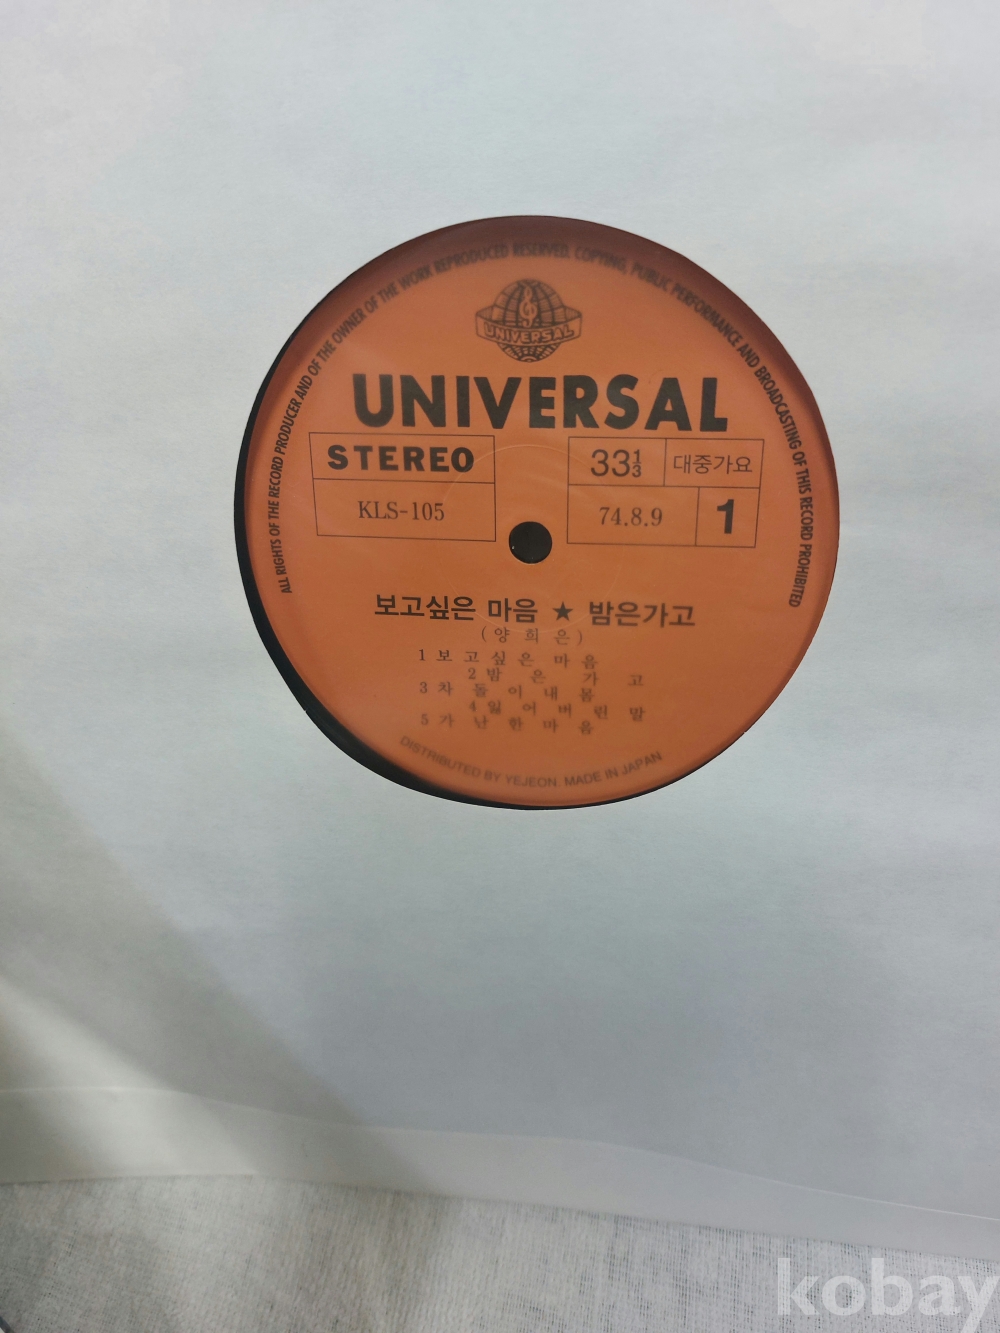 ALL RIGHTS OF THE RECORD PRODUCER AND OF THE OWNER OF THE WORK REPRODUCED RESERVED. COPYING, PUBLIC PERFORMANCE AND BROADCASTING OF THIS RECORD PROHIBITED
UNIVERSAL
UNIVERSAL
STEREO
33⅓ 대중가요
KLS-105
74.8.9 1
보고싶은 마음 ★ 밤은가고
(양희은)
1 보고싶은 마음
2 밤은 가고
3 차돌이내몸
4 잃어버린 말
5 가난한마음
DISTRIBUTED BY YEJEON. MADE IN JAPAN
kobay